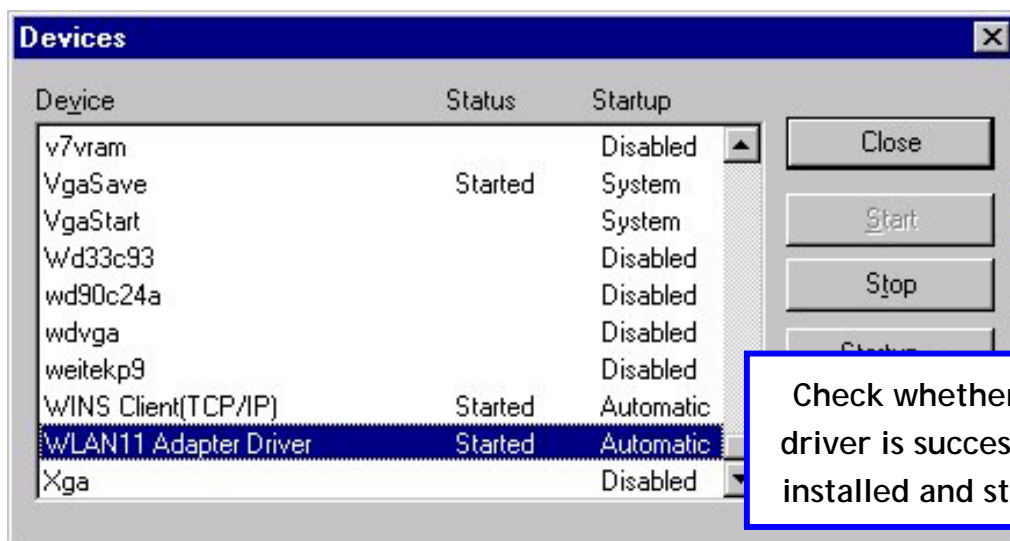 Devices
Device Status Startup
v7vram Disabled
VgaSave Started System
VgaStart System
Wd33c93 Disabled
wd90c24a Disabled
wdvga Disabled
weitekp9 Disabled
WINS Client(TCP/IP) Started Automatic
WLAN11 Adapter Driver Started Automatic
Xga Disabled
Close
Start
Stop
Check whether
driver is succes
installed and st